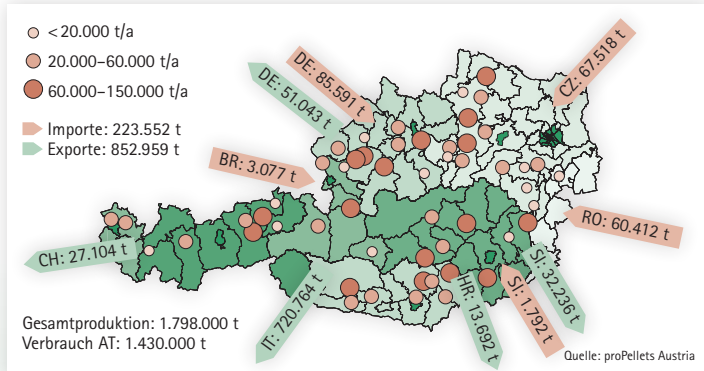 < 20.000 t/a
20.000–60.000 t/a
60.000–150.000 t/a
Importe: 223.552 t
Exporte: 852.959 t
DE: 51.043 t
DE: 85.591 t
CZ: 67.518 t
BR: 3.077 t
RO: 60.412 t
CH: 27.104 t
IT: 720.764 t
HR: 13.692 t
SI: 1.792 t
SI: 32.236 t
Gesamtproduktion: 1.798.000 t
Verbrauch AT: 1.430.000 t
Quelle: proPellets Austria